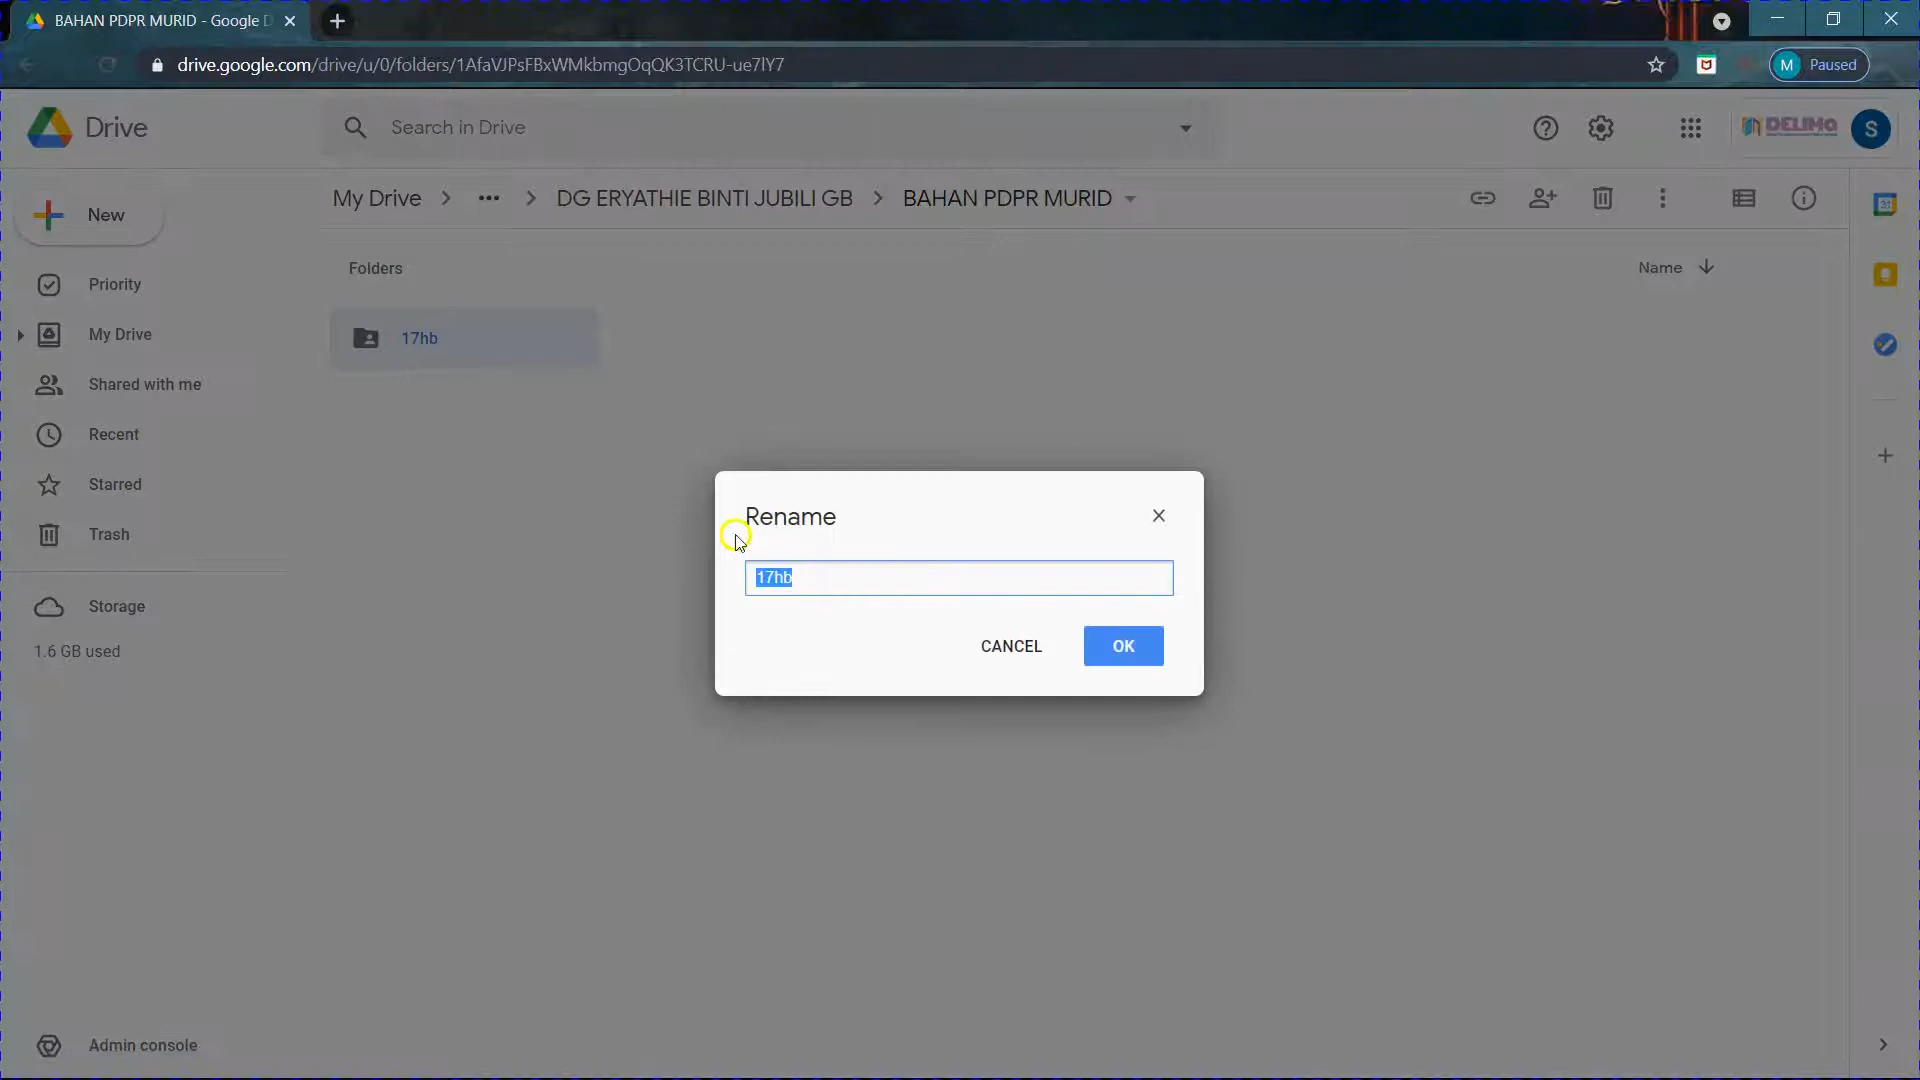 BAHAN PDPR MURID - Google D
drive.google.com/drive/u/0/folders/1AfaVJPsFBxWMkbmgOqQK3TCRU-ue7lY7
M Paused
Drive
Search in Drive
DELIMa
S
My Drive > ••• > DG ERYATHIE BINTI JUBILI GB > BAHAN PDPR MURID
New
Folders
Name
17hb
Priority
My Drive
Shared with me
Recent
Starred
Trash
Storage
1.6 GB used
Admin console
Rename
17hb
CANCEL
OK
31